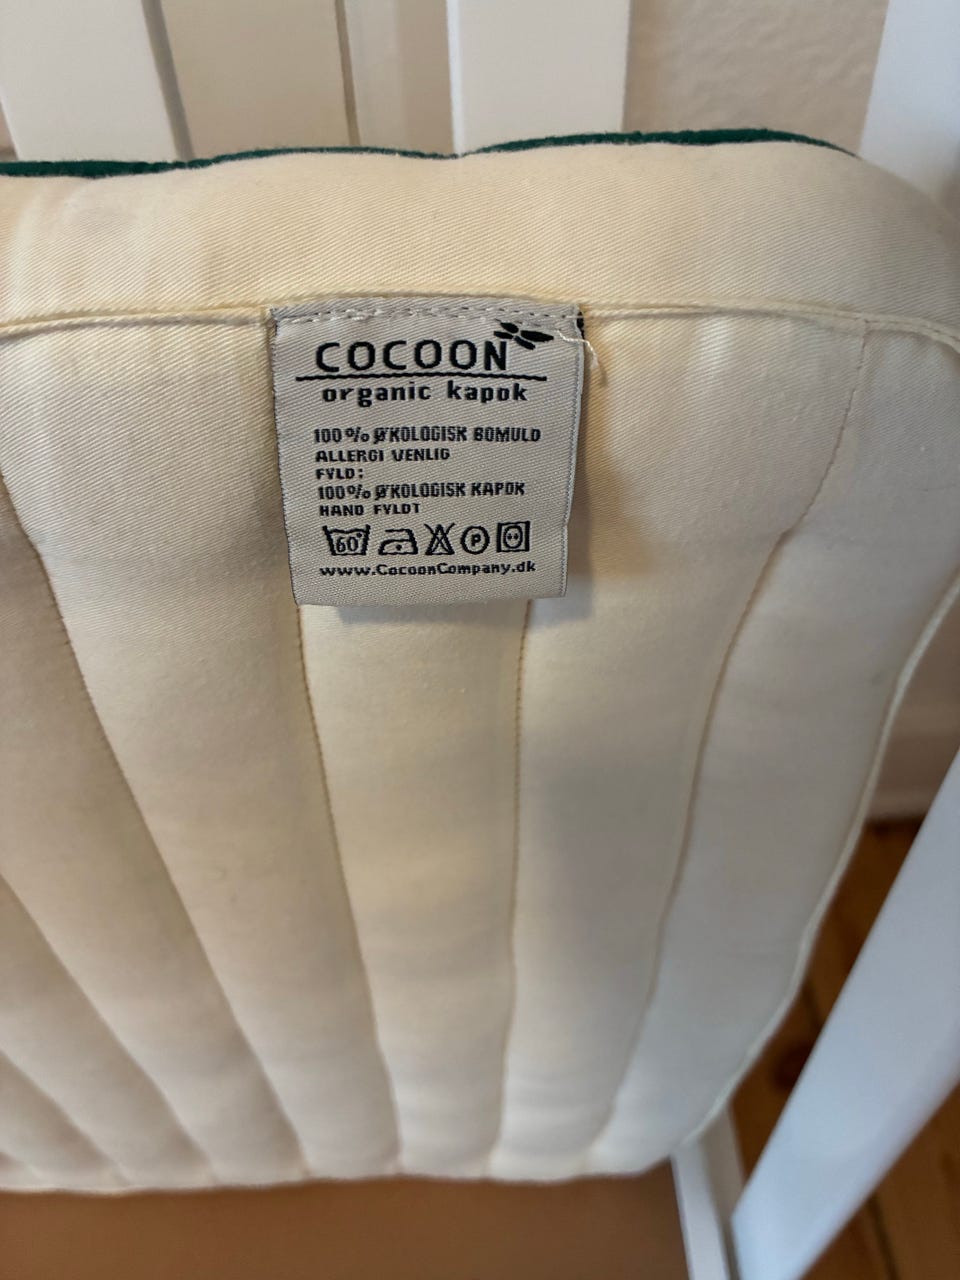 COCOON
organic kapok
100% ØKOLOGISK BOMULD
ALLERGI VENLIG
FYLD:
100% ØKOLOGISK KAPOK
HAND FYLDT
60° P
www.CocoonCompany.dk